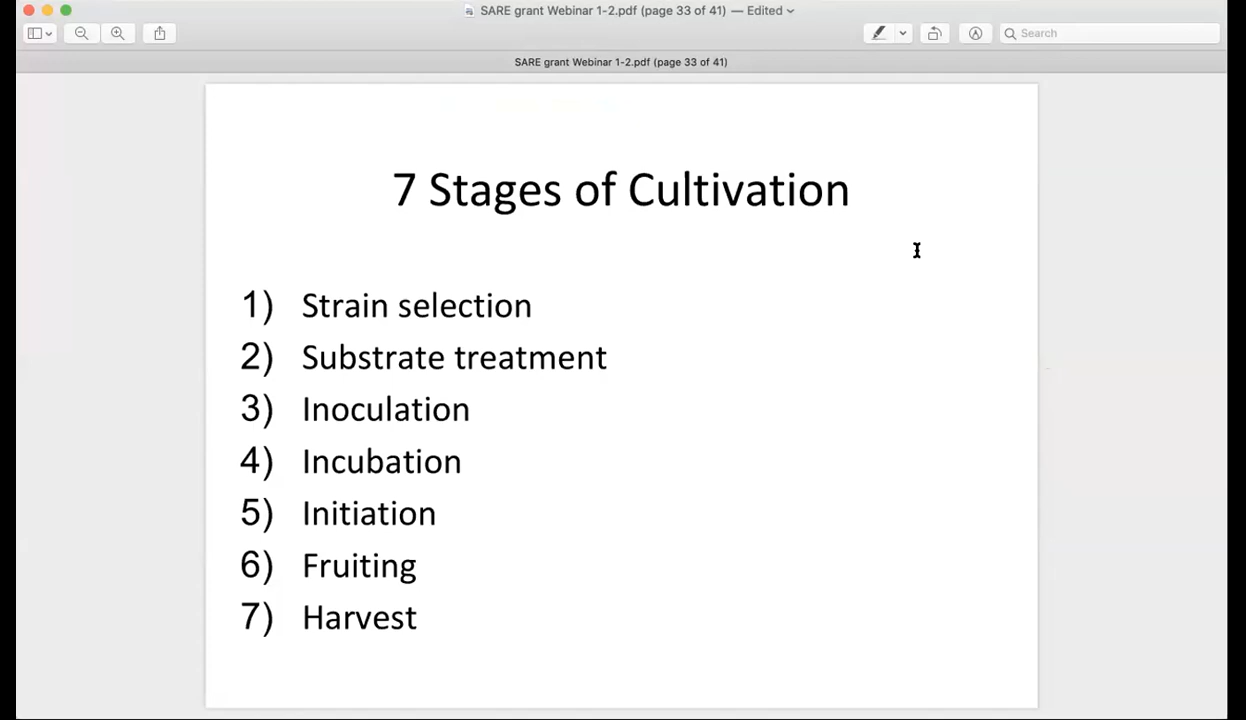 SARE grant Webinar 1-2.pdf (page 33 of 41) — Edited
Search
SARE grant Webinar 1-2.pdf (page 33 of 41)
7 Stages of Cultivation
1) Strain selection
2) Substrate treatment
3) Inoculation
4) Incubation
5) Initiation
6) Fruiting
7) Harvest